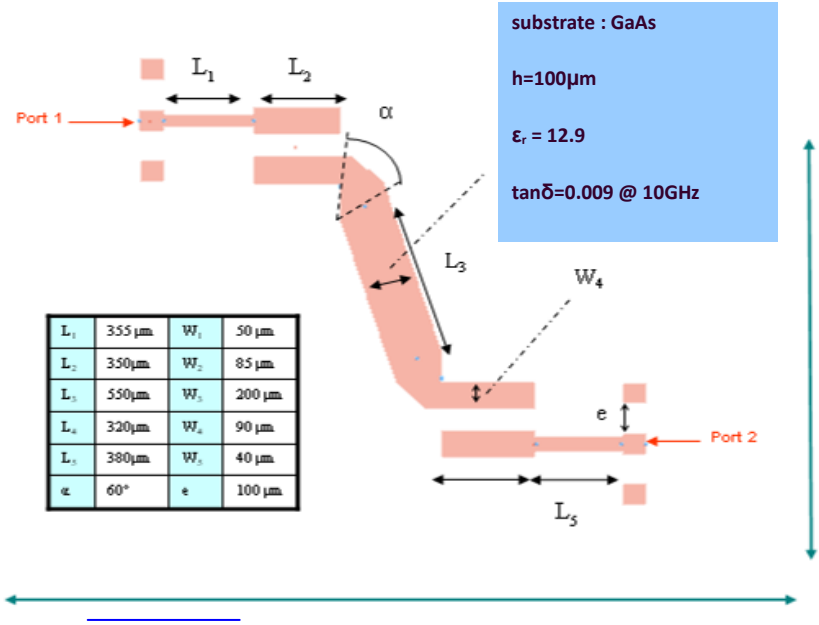 substrate : GaAs
h=100µm
εᵣ = 12.9
tanδ=0.009 @ 10GHz
L₁
L₂
α
Port 1
L₃
W₄
L₁ 355 µm W₁ 50 µm
L₂ 350µm W₂ 85 µm
L₃ 550µm W₃ 200 µm
L₄ 320µm W₄ 90 µm
L₅ 380µm W₅ 40 µm
α 60° e 100 µm
e
Port 2
L₅